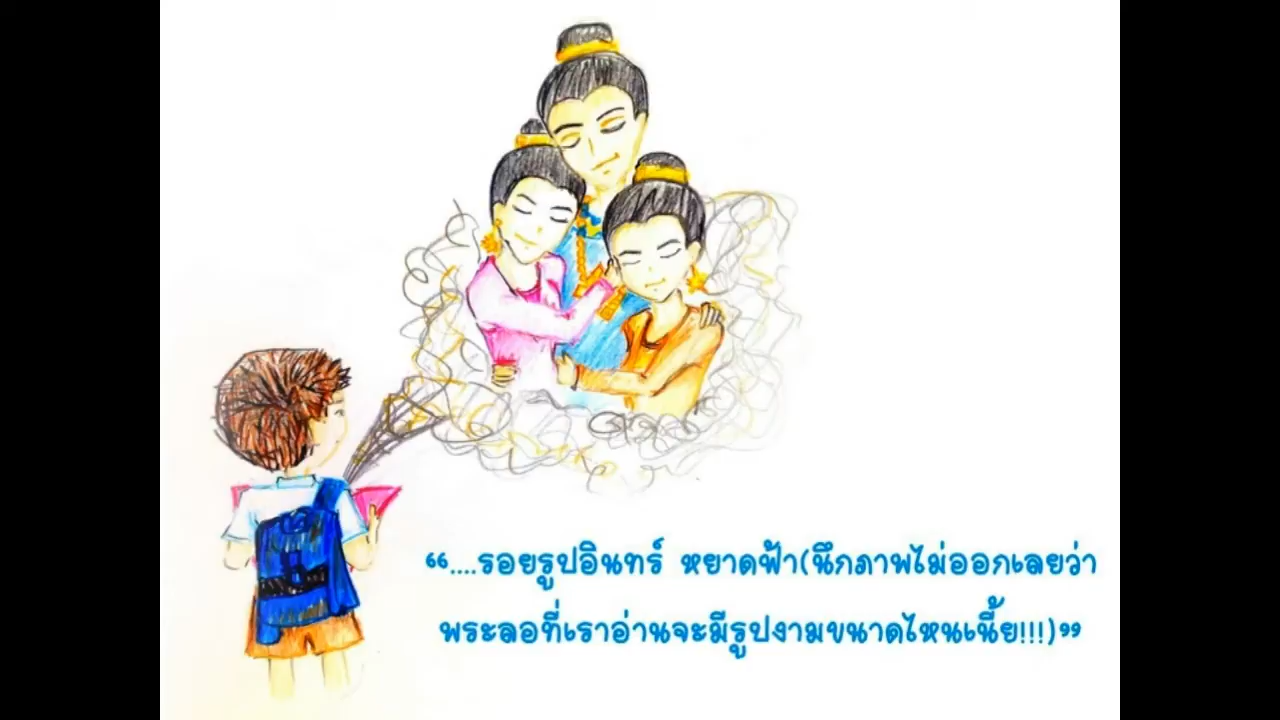 “....รอยรูปอินทร์ หยาดฟ้า(นึกภาพไม่ออกเลยว่า
พระลอที่เราอ่านจะมีรูปงามขนาดไหนเนี้ย!!!)”